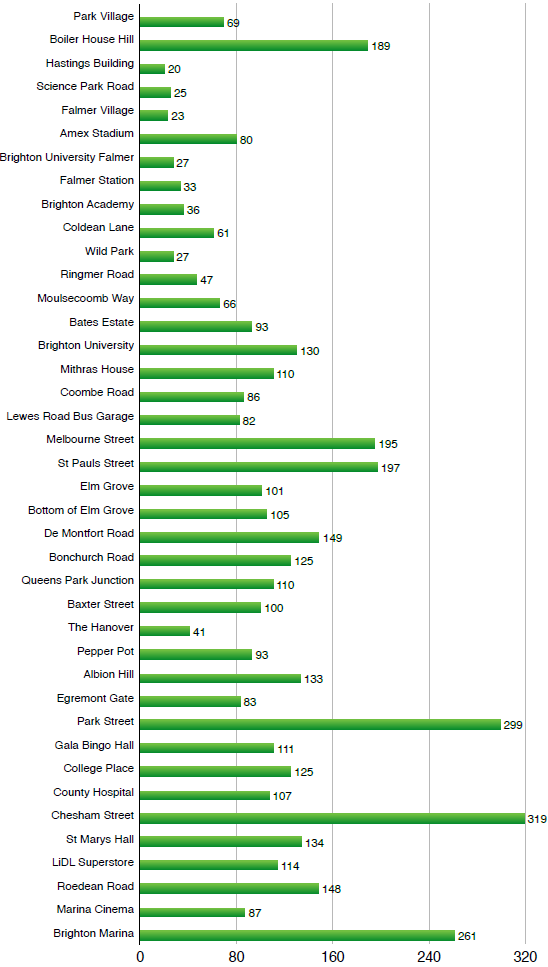 Park Village 69
Boiler House Hill 189
Hastings Building 20
Science Park Road 25
Falmer Village 23
Amex Stadium 80
Brighton University Falmer 27
Falmer Station 33
Brighton Academy 36
Coldean Lane 61
Wild Park 27
Ringmer Road 47
Moulsecoomb Way 66
Bates Estate 93
Brighton University 130
Mithras House 110
Coombe Road 86
Lewes Road Bus Garage 82
Melbourne Street 195
St Pauls Street 197
Elm Grove 101
Bottom of Elm Grove 105
De Montfort Road 149
Bonchurch Road 125
Queens Park Junction 110
Baxter Street 100
The Hanover 41
Pepper Pot 93
Albion Hill 133
Egremont Gate 83
Park Street 299
Gala Bingo Hall 111
College Place 125
County Hospital 107
Chesham Street 319
St Marys Hall 134
LiDL Superstore 114
Roedean Road 148
Marina Cinema 87
Brighton Marina 261
0 80 160 240 320